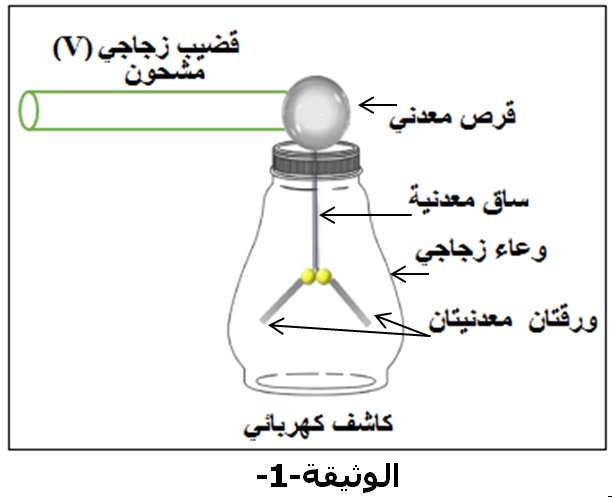 قضيب زجاجي (V)
مشحون
قرص معدني
ساق معدنية
وعاء زجاجي
ورقتان معدنيتان
كاشف كهربائي
الوثيقة-1-